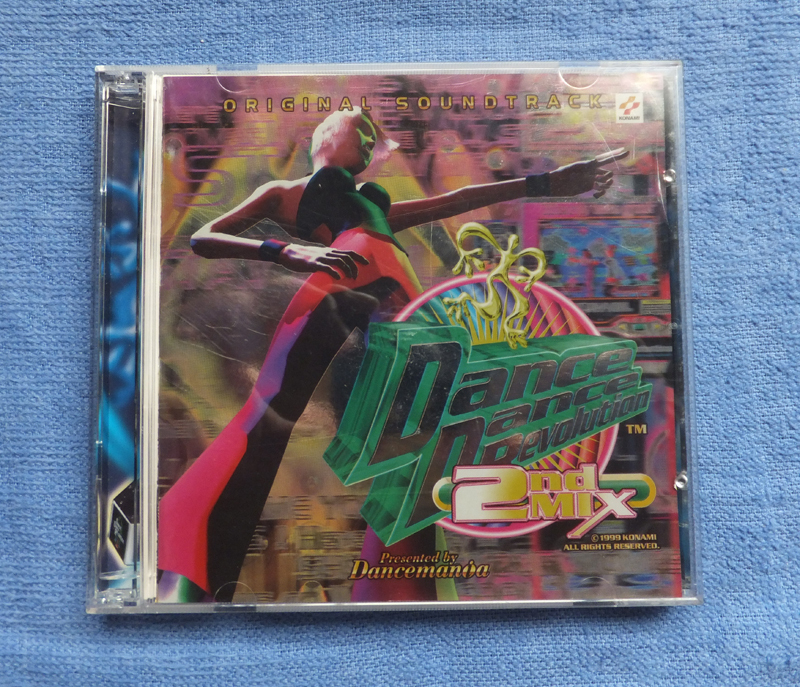 ORIGINAL SOUNDTRACK
KONAMI
Dance
Dance
Revolution
TM
2nd
MIX
©1999 KONAMI
ALL RIGHTS RESERVED.
Presented by
Dancemania